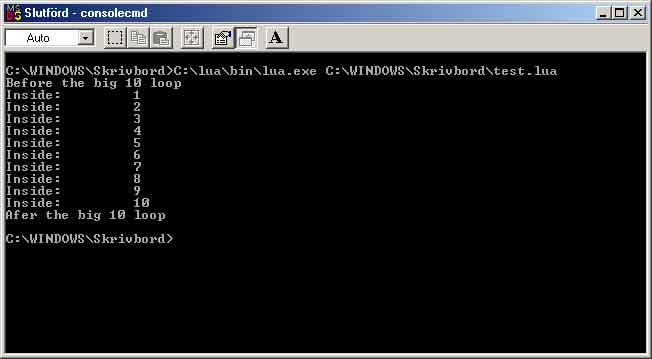 Slutförd - consolecmd
Auto
A
C:\WINDOWS\Skrivbord>C:\lua\bin\lua.exe C:\WINDOWS\Skrivbord\test.lua
Before the big 10 loop
Inside: 1
Inside: 2
Inside: 3
Inside: 4
Inside: 5
Inside: 6
Inside: 7
Inside: 8
Inside: 9
Inside: 10
Afer the big 10 loop
C:\WINDOWS\Skrivbord>